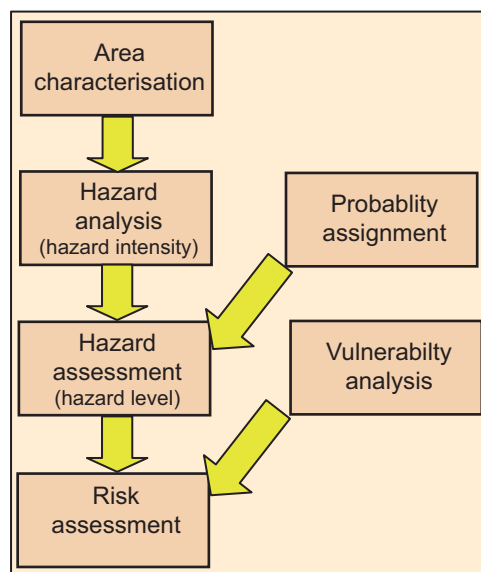 Area
characterisation
Hazard
analysis
(hazard intensity)
Probablity
assignment
Hazard
assessment
(hazard level)
Vulnerabilty
analysis
Risk
assessment